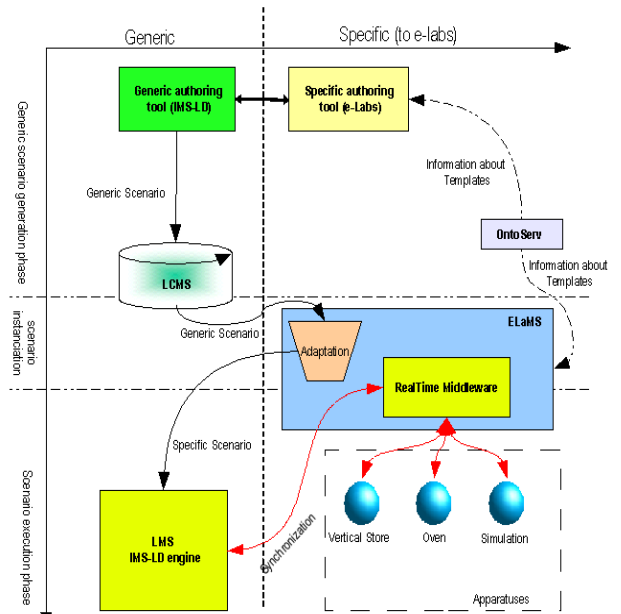 Generic
Specific (to e-labs)
Generic scenario generation phase
Generic authoring
tool (IMS-LD)
Specific authoring
tool (e-Labs)
Information about
Templates
Generic Scenario
OntoServ
Information about
Templates
LCMS
scenario
instanciation
Generic Scenario
ELaMS
Adaptation
RealTime Middleware
Specific Scenario
Scenario execution phase
LMS
IMS-LD engine
Synchronization
Vertical Store
Oven
Simulation
Apparatuses